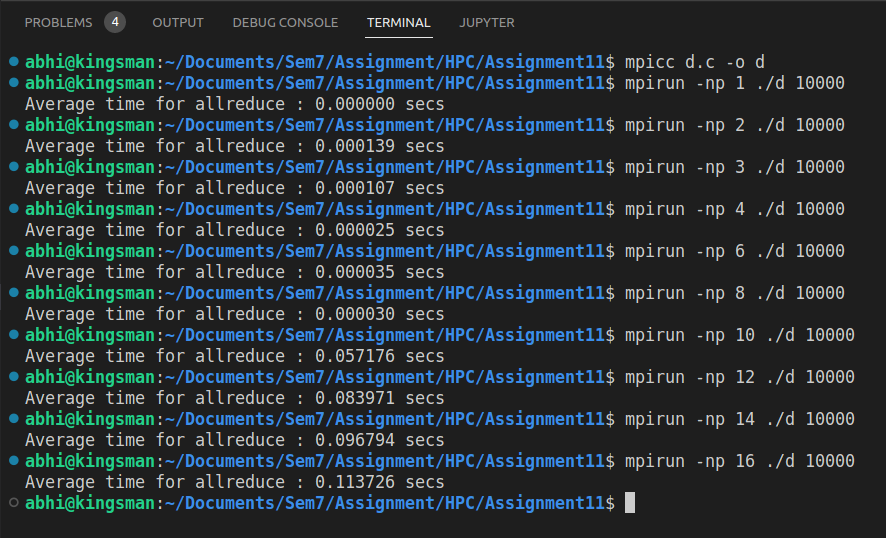 PROBLEMS 4 OUTPUT DEBUG CONSOLE TERMINAL JUPYTER
abhi@kingsman:~/Documents/Sem7/Assignment/HPC/Assignment11$ mpicc d.c -o d
abhi@kingsman:~/Documents/Sem7/Assignment/HPC/Assignment11$ mpirun -np 1 ./d 10000
Average time for allreduce : 0.000000 secs
abhi@kingsman:~/Documents/Sem7/Assignment/HPC/Assignment11$ mpirun -np 2 ./d 10000
Average time for allreduce : 0.000139 secs
abhi@kingsman:~/Documents/Sem7/Assignment/HPC/Assignment11$ mpirun -np 3 ./d 10000
Average time for allreduce : 0.000107 secs
abhi@kingsman:~/Documents/Sem7/Assignment/HPC/Assignment11$ mpirun -np 4 ./d 10000
Average time for allreduce : 0.000025 secs
abhi@kingsman:~/Documents/Sem7/Assignment/HPC/Assignment11$ mpirun -np 6 ./d 10000
Average time for allreduce : 0.000035 secs
abhi@kingsman:~/Documents/Sem7/Assignment/HPC/Assignment11$ mpirun -np 8 ./d 10000
Average time for allreduce : 0.000030 secs
abhi@kingsman:~/Documents/Sem7/Assignment/HPC/Assignment11$ mpirun -np 10 ./d 10000
Average time for allreduce : 0.057176 secs
abhi@kingsman:~/Documents/Sem7/Assignment/HPC/Assignment11$ mpirun -np 12 ./d 10000
Average time for allreduce : 0.083971 secs
abhi@kingsman:~/Documents/Sem7/Assignment/HPC/Assignment11$ mpirun -np 14 ./d 10000
Average time for allreduce : 0.096794 secs
abhi@kingsman:~/Documents/Sem7/Assignment/HPC/Assignment11$ mpirun -np 16 ./d 10000
Average time for allreduce : 0.113726 secs
abhi@kingsman:~/Documents/Sem7/Assignment/HPC/Assignment11$